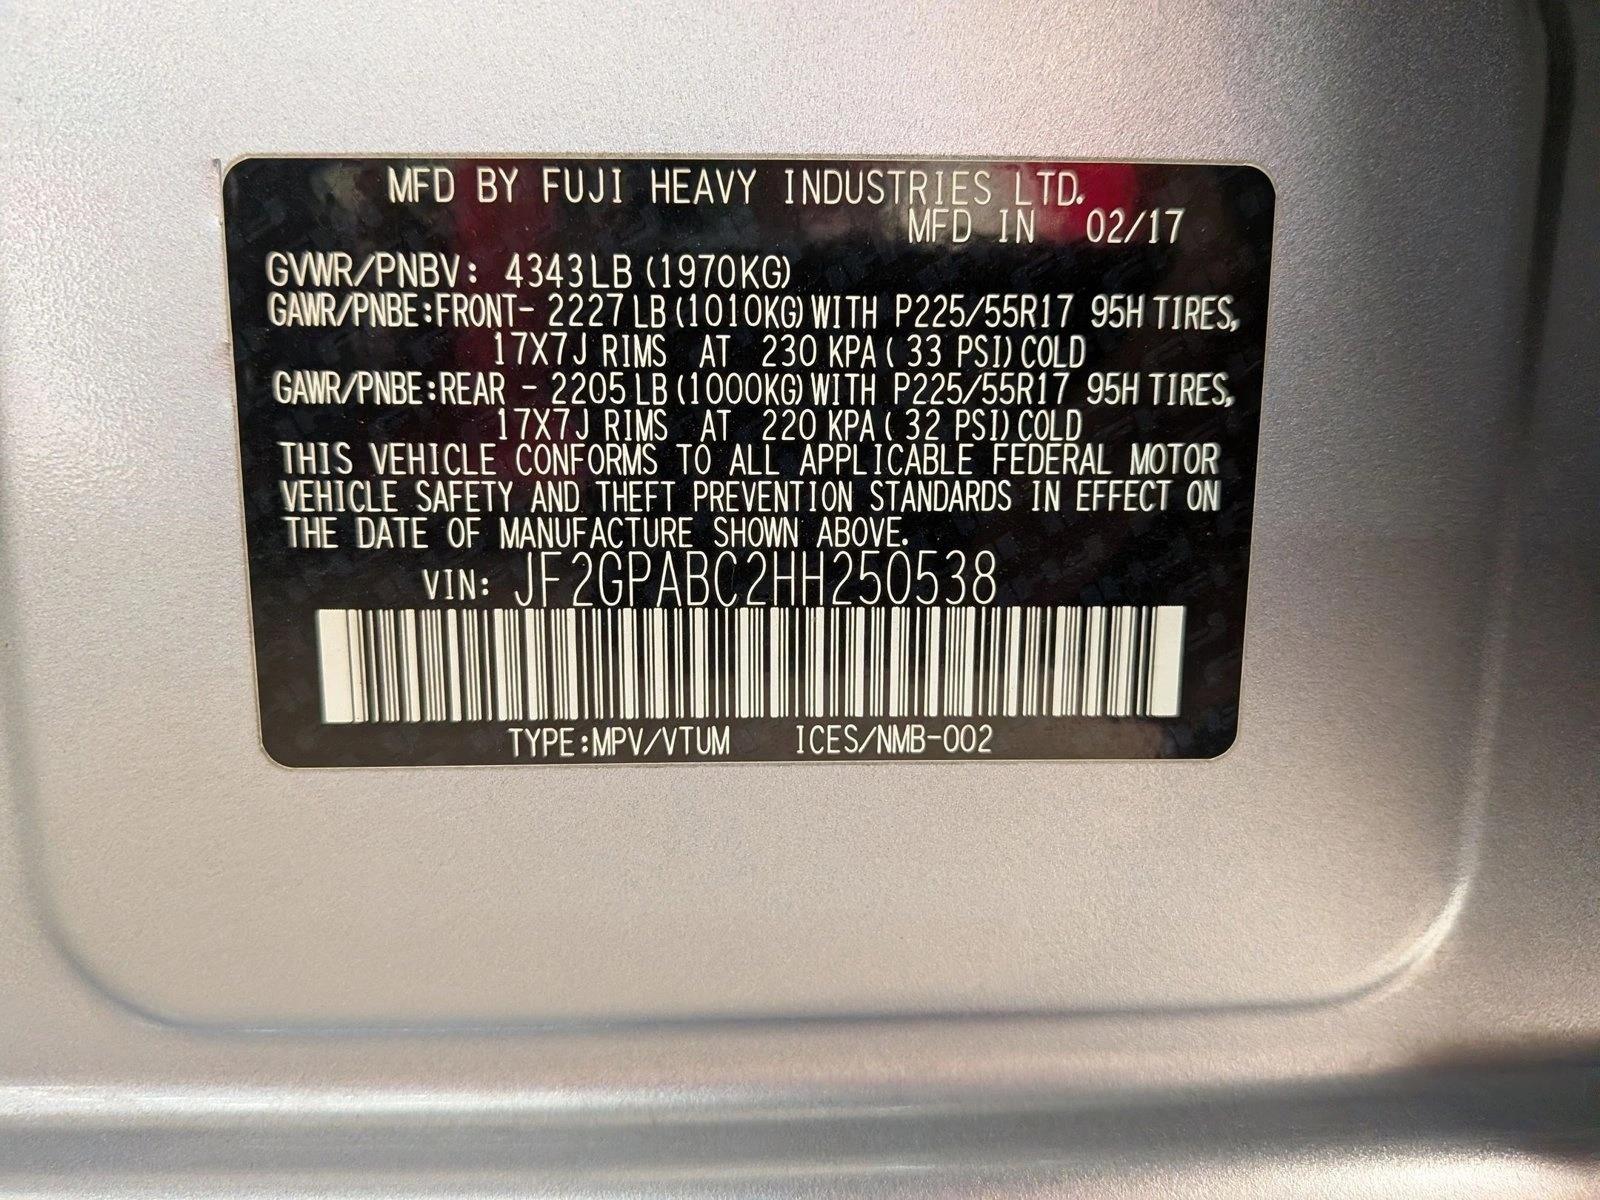 MFD BY FUJI HEAVY INDUSTRIES LTD.
MFD IN 02/17
GVWR/PNBV: 4343LB (1970KG)
GAWR/PNBE:FRONT- 2227LB (1010KG) WITH P225/55R17 95H TIRES,
17X7J RIMS AT 230 KPA ( 33 PSI) COLD
GAWR/PNBE:REAR - 2205LB (1000KG) WITH P225/55R17 95H TIRES,
17X7J RIMS AT 220 KPA ( 32 PSI) COLD
THIS VEHICLE CONFORMS TO ALL APPLICABLE FEDERAL MOTOR
VEHICLE SAFETY AND THEFT PREVENTION STANDARDS IN EFFECT ON
THE DATE OF MANUFACTURE SHOWN ABOVE.
VIN: JF2GPABC2HH250538
TYPE:MPV/VTUM ICES/NMB-002